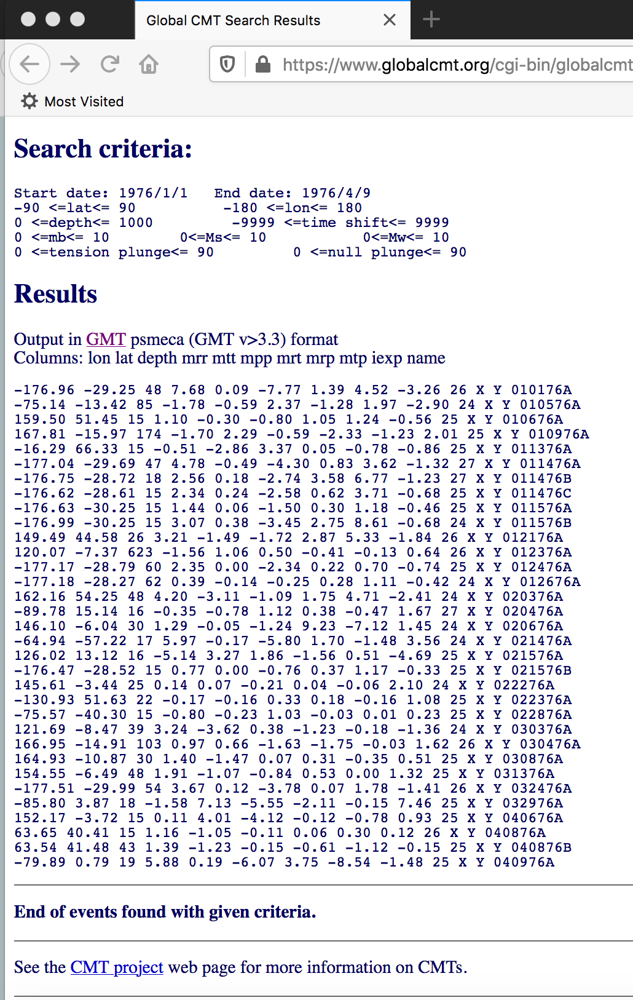 Global CMT Search Results
https://www.globalcmt.org/cgi-bin/globalcmt
Most Visited
Search criteria:
Start date: 1976/1/1   End date: 1976/4/9
-90 <=lat<= 90          -180 <=lon<= 180
0 <=depth<= 1000         -9999 <=time shift<= 9999
0 <=mb<= 10        0<=Ms<= 10           0<=Mw<= 10
0 <=tension plunge<= 90         0 <=null plunge<= 90
Results
Output in GMT psmeca (GMT v>3.3) format
Columns: lon lat depth mrr mtt mpp mrt mrp mtp iexp name
-176.96 -29.25 48 7.68 0.09 -7.77 1.39 4.52 -3.26 26 X Y 010176A
-75.14 -13.42 85 -1.78 -0.59 2.37 -1.28 1.97 -2.90 24 X Y 010576A
159.50 51.45 15 1.10 -0.30 -0.80 1.05 1.24 -0.56 25 X Y 010676A
167.81 -15.97 174 -1.70 2.29 -0.59 -2.33 -1.23 2.01 25 X Y 010976A
-16.29 66.33 15 -0.51 -2.86 3.37 0.05 -0.78 -0.86 25 X Y 011376A
-177.04 -29.69 47 4.78 -0.49 -4.30 0.83 3.62 -1.32 27 X Y 011476A
-176.75 -28.72 18 2.56 0.18 -2.74 3.58 6.77 -1.23 27 X Y 011476B
-176.62 -28.61 15 2.34 0.24 -2.58 0.62 3.71 -0.68 25 X Y 011476C
-176.63 -30.25 15 1.44 0.06 -1.50 0.30 1.18 -0.46 25 X Y 011576A
-176.99 -30.25 15 3.07 0.38 -3.45 2.75 8.61 -0.68 24 X Y 011576B
149.49 44.58 26 3.21 -1.49 -1.72 2.87 5.33 -1.84 26 X Y 012176A
120.07 -7.37 623 -1.56 1.06 0.50 -0.41 -0.13 0.64 26 X Y 012376A
-177.17 -28.79 60 2.35 0.00 -2.34 0.22 0.70 -0.74 25 X Y 012476A
-177.18 -28.27 62 0.39 -0.14 -0.25 0.28 1.11 -0.42 24 X Y 012676A
162.16 54.25 48 4.20 -3.11 -1.09 1.75 4.71 -2.41 24 X Y 020376A
-89.78 15.14 16 -0.35 -0.78 1.12 0.38 -0.47 1.67 27 X Y 020476A
146.10 -6.04 30 1.29 -0.05 -1.24 9.23 -7.12 1.45 24 X Y 020676A
-64.94 -57.22 17 5.97 -0.17 -5.80 1.70 -1.48 3.56 24 X Y 021476A
126.02 13.12 16 -5.14 3.27 1.86 -1.56 0.51 -4.69 25 X Y 021576A
-176.47 -28.52 15 0.77 0.00 -0.76 0.37 1.17 -0.33 25 X Y 021576B
145.61 -3.44 25 0.14 0.07 -0.21 0.04 -0.06 2.10 24 X Y 022276A
-130.93 51.63 22 -0.17 -0.16 0.33 0.18 -0.16 1.08 25 X Y 022376A
-75.57 -40.30 15 -0.80 -0.23 1.03 -0.03 0.01 0.23 25 X Y 022876A
121.69 -8.47 39 3.24 -3.62 0.38 -1.23 -0.18 -1.36 24 X Y 030376A
166.95 -14.91 103 0.97 0.66 -1.63 -1.75 -0.03 1.62 26 X Y 030476A
164.93 -10.87 30 1.40 -1.47 0.07 0.31 -0.35 0.51 25 X Y 030876A
154.55 -6.49 48 1.91 -1.07 -0.84 0.53 0.00 1.32 25 X Y 031376A
-177.51 -29.99 54 3.67 0.12 -3.78 0.07 1.78 -1.41 26 X Y 032476A
-85.80 3.87 18 -1.58 7.13 -5.55 -2.11 -0.15 7.46 25 X Y 032976A
152.17 -3.72 15 0.11 4.01 -4.12 -0.12 -0.78 0.93 25 X Y 040676A
63.65 40.41 15 1.16 -1.05 -0.11 0.06 0.30 0.12 26 X Y 040876A
63.54 41.48 43 1.39 -1.23 -0.15 -0.61 -1.12 -0.15 25 X Y 040876B
-79.89 0.79 19 5.88 0.19 -6.07 3.75 -8.54 -1.48 25 X Y 040976A
End of events found with given criteria.
See the CMT project web page for more information on CMTs.